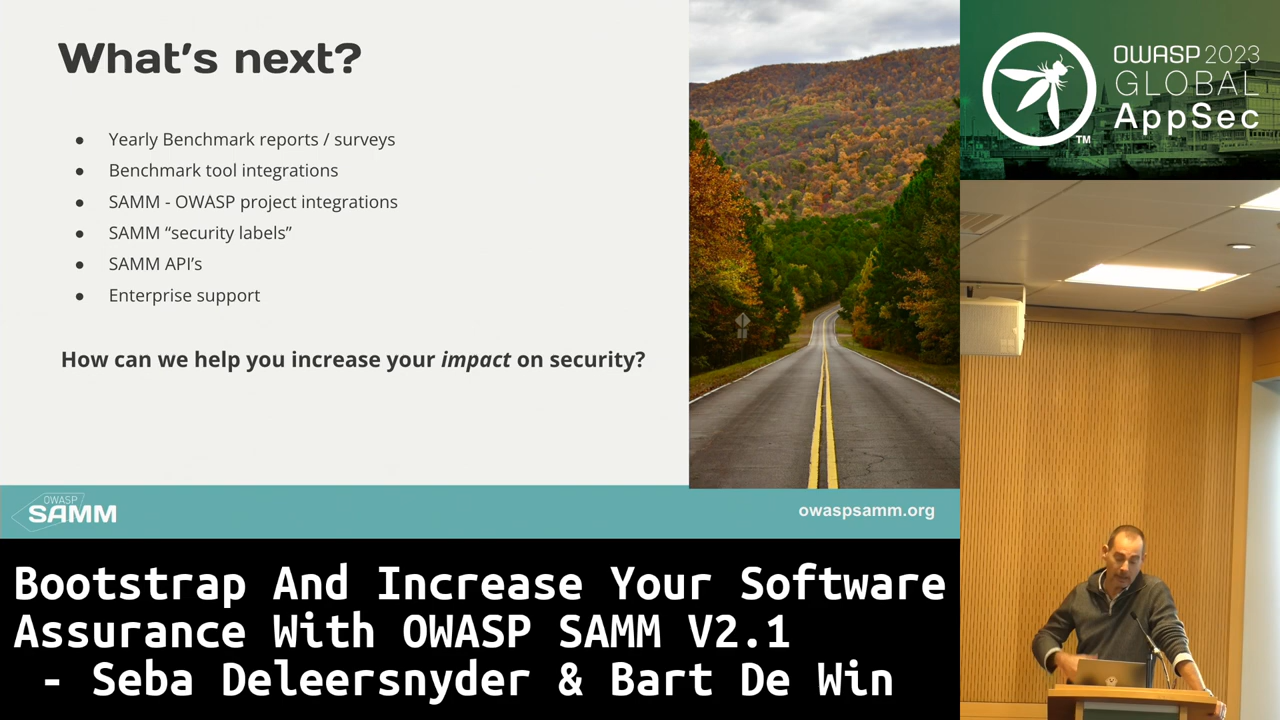 What's next?
● Yearly Benchmark reports / surveys
● Benchmark tool integrations
● SAMM - OWASP project integrations
● SAMM “security labels”
● SAMM API’s
● Enterprise support
How can we help you increase your impact on security?
OWASP
SAMM
owaspsamm.org
OWASP 2023
GLOBAL
AppSec
TM
Bootstrap And Increase Your Software
Assurance With OWASP SAMM V2.1
- Seba Deleersnyder & Bart De Win